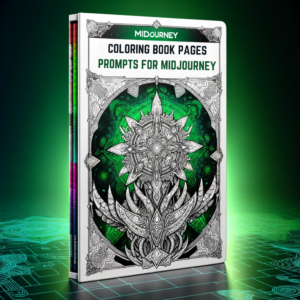 MIDJOURNEY
COLORING BOOK PAGES
PROMPTS FOR MIDJOURNEY